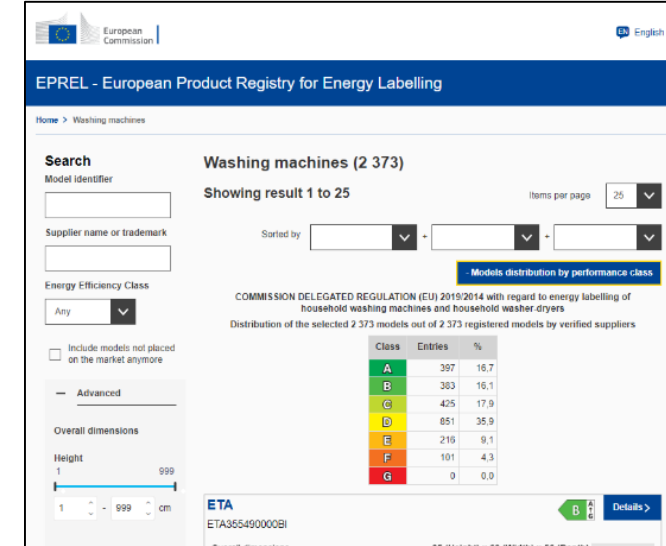 European
Commission
EN English
EPREL - European Product Registry for Energy Labelling
Home > Washing machines
Search
Model identifier
Supplier name or trademark
Energy Efficiency Class
Any
Include models not placed
on the market anymore
— Advanced
Overall dimensions
Height
1 999
1 - 999 cm
Washing machines (2 373)
Showing result 1 to 25
Items per page 25
Sorted by + +
- Models distribution by performance class
COMMISSION DELEGATED REGULATION (EU) 2019/2014 with regard to energy labelling of
household washing machines and household washer-dryers
Distribution of the selected 2 373 models out of 2 373 registered models by verified suppliers
Class Entries %
A 397 16,7
B 383 16,1
C 425 17,9
D 851 35,9
E 216 9,1
F 101 4,3
G 0 0,0
ETA
ETA355490000BI
B A G
Details >